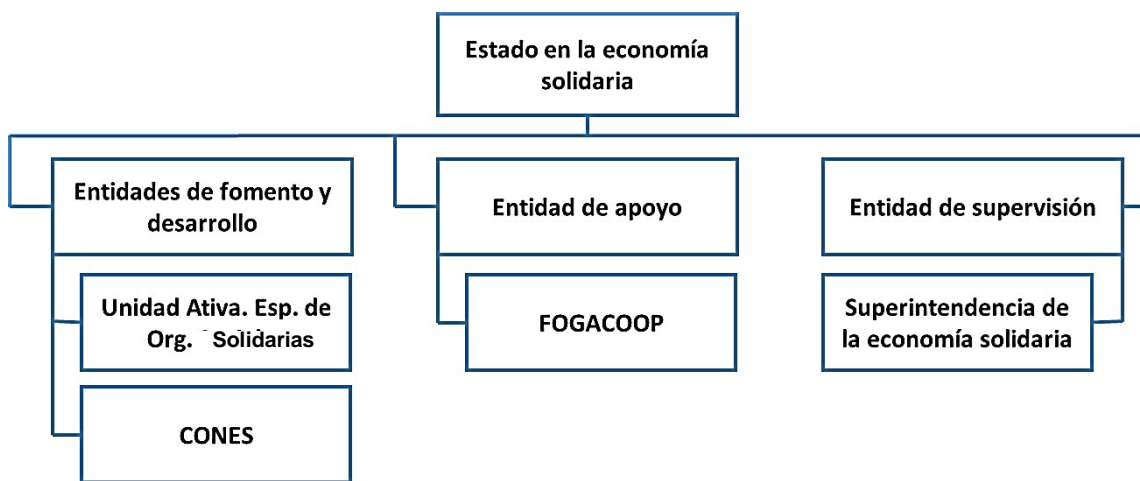 Estado en la economía
solidaria
Entidades de fomento y
desarrollo
Unidad Ativa. Esp. de
Org. Solidarias
CONES
Entidad de apoyo
FOGACOOP
Entidad de supervisión
Superintendencia de
la economía solidaria